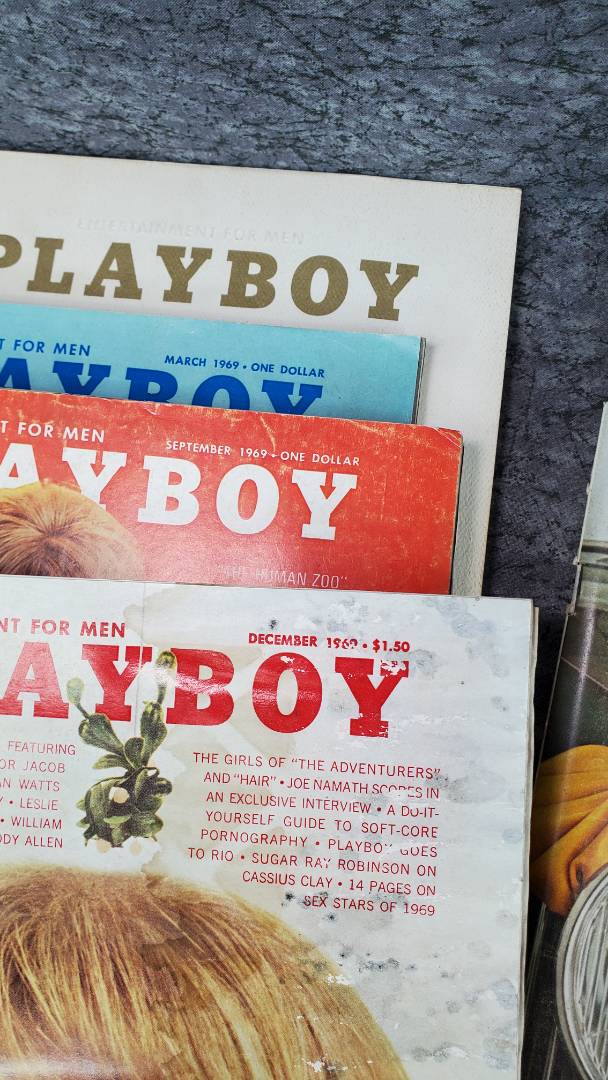 ENTERTAINMENT FOR MEN
PLAYBOY
T FOR MEN
MARCH 1969 • ONE DOLLAR
AYBOY
T FOR MEN
SEPTEMBER 1969 • ONE DOLLAR
AYBOY
"THE HUMAN ZOO"
NT FOR MEN
DECEMBER 1969 • $1.50
AYBOY
FEATURING
OR JACOB
AN WATTS
Y • LESLIE
• WILLIAM
ODY ALLEN
THE GIRLS OF "THE ADVENTURERS"
AND "HAIR" • JOE NAMATH SCORES IN
AN EXCLUSIVE INTERVIEW • A DO-IT-
YOURSELF GUIDE TO SOFT-CORE
PORNOGRAPHY • PLAYBOY GOES
TO RIO • SUGAR RAY ROBINSON ON
CASSIUS CLAY • 14 PAGES ON
SEX STARS OF 1969